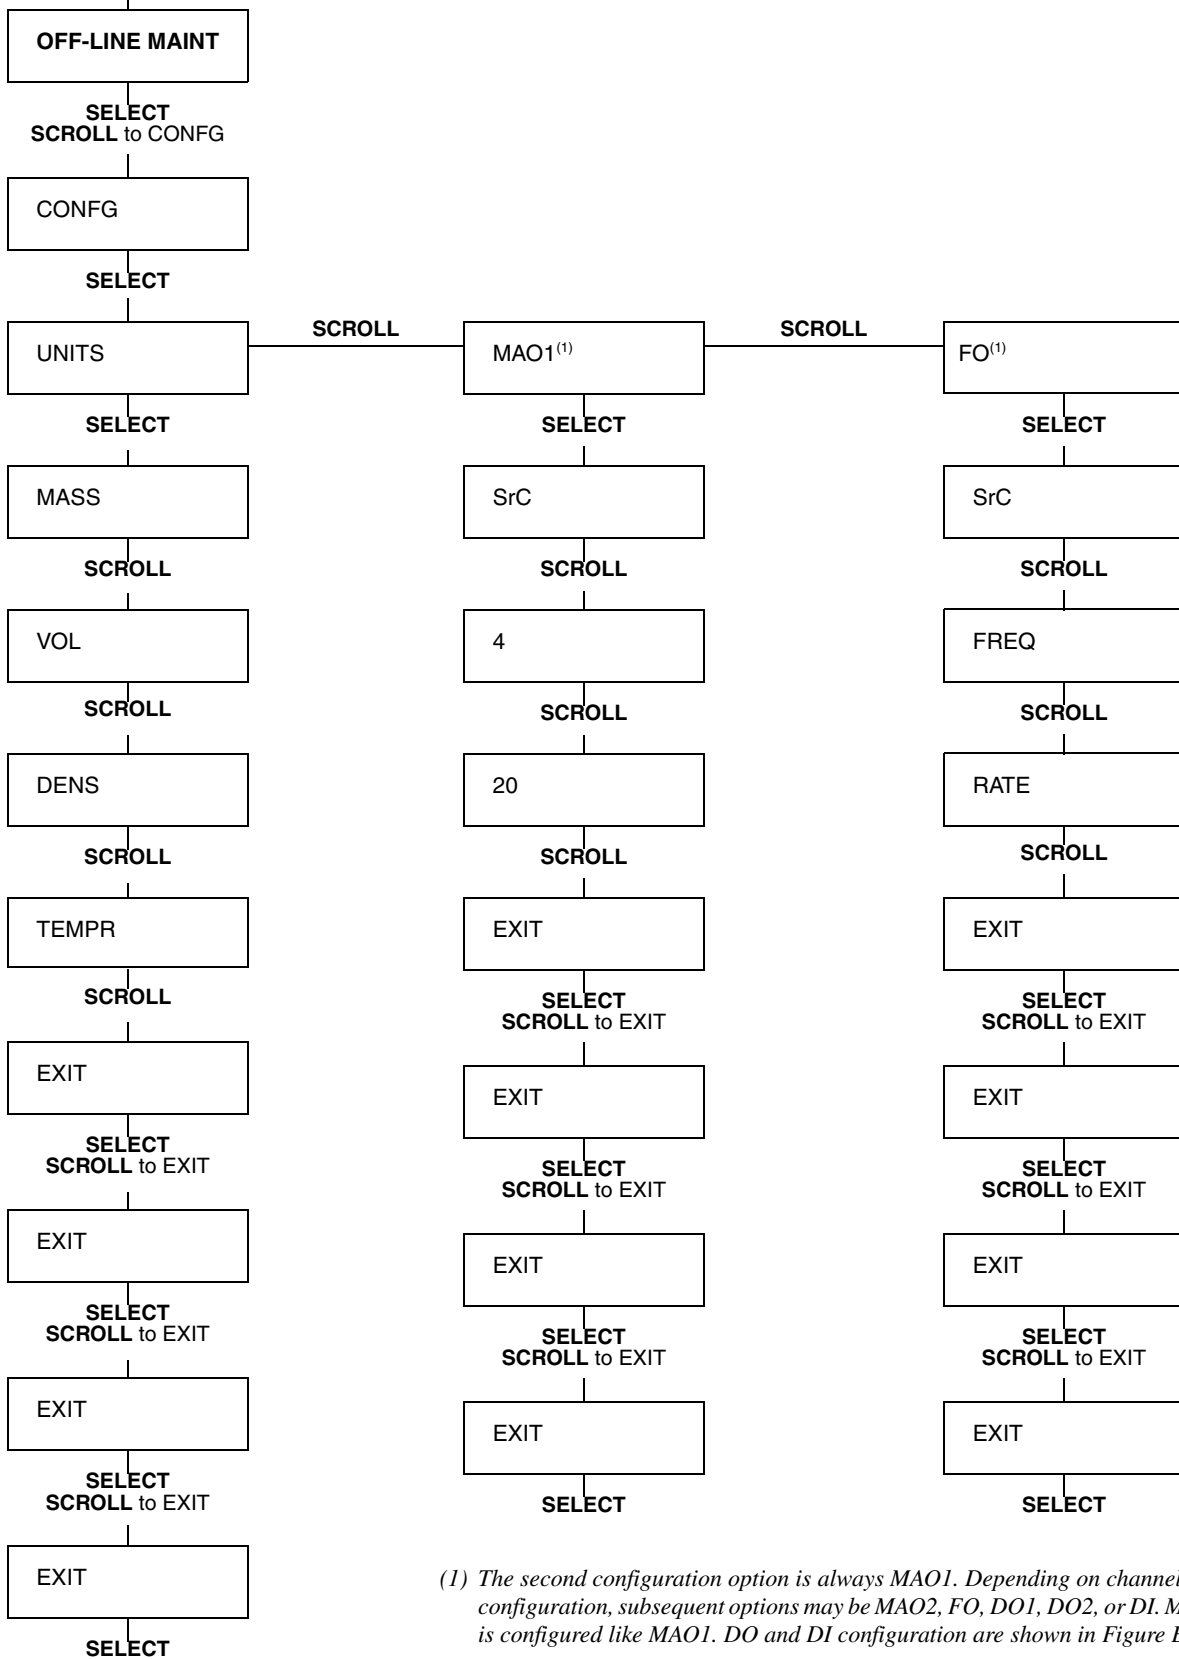 OFF-LINE MAINT
SELECT
SCROLL to CONFG
CONFG
SELECT
UNITS
SCROLL
MAO1(1)
SCROLL
FO(1)
SELECT
SELECT
SELECT
MASS
SrC
SrC
SCROLL
SCROLL
SCROLL
VOL
4
FREQ
SCROLL
SCROLL
SCROLL
DENS
20
RATE
SCROLL
SCROLL
SCROLL
TEMPR
EXIT
EXIT
SCROLL
SELECT
SCROLL to EXIT
SELECT
SCROLL to EXIT
EXIT
EXIT
EXIT
SELECT
SCROLL to EXIT
SELECT
SCROLL to EXIT
SELECT
SCROLL to EXIT
EXIT
EXIT
EXIT
SELECT
SCROLL to EXIT
SELECT
SCROLL to EXIT
SELECT
SCROLL to EXIT
EXIT
EXIT
EXIT
SELECT
SCROLL to EXIT
SELECT
SELECT
EXIT
SELECT
(1) The second configuration option is always MAO1. Depending on channel
configuration, subsequent options may be MAO2, FO, DO1, DO2, or DI.
is configured like MAO1. DO and DI configuration are shown in Figure